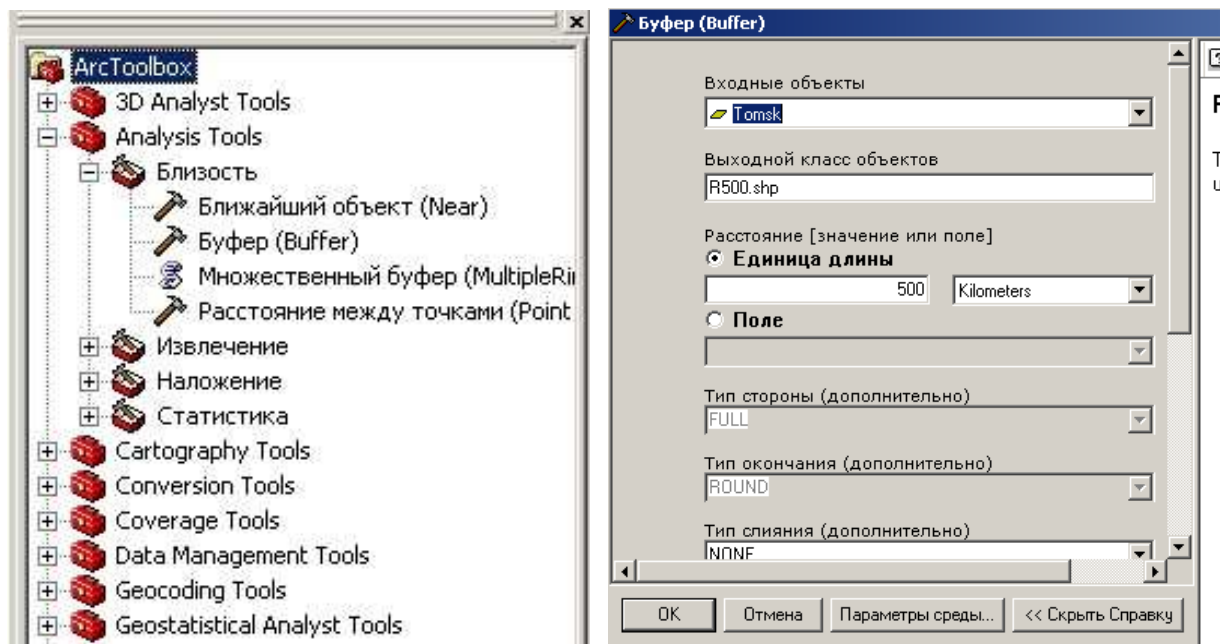 ArcToolbox
3D Analyst Tools
Analysis Tools
Близость
Ближайший объект (Near)
Буфер (Buffer)
Множественный буфер (MultipleRi
Расстояние между точками (Point
Извлечение
Наложение
Статистика
Cartography Tools
Conversion Tools
Coverage Tools
Data Management Tools
Geocoding Tools
Geostatistical Analyst Tools
Буфер (Buffer)
Входные объекты
Tomsk
Выходной класс объектов
R500.shp
Расстояние [значение или поле]
Единица длины
500 Kilometers
Поле
Тип стороны (дополнительно)
FULL
Тип окончания (дополнительно)
ROUND
Тип слияния (дополнительно)
NONE
OK Отмена Параметры среды... << Скрыть Справку